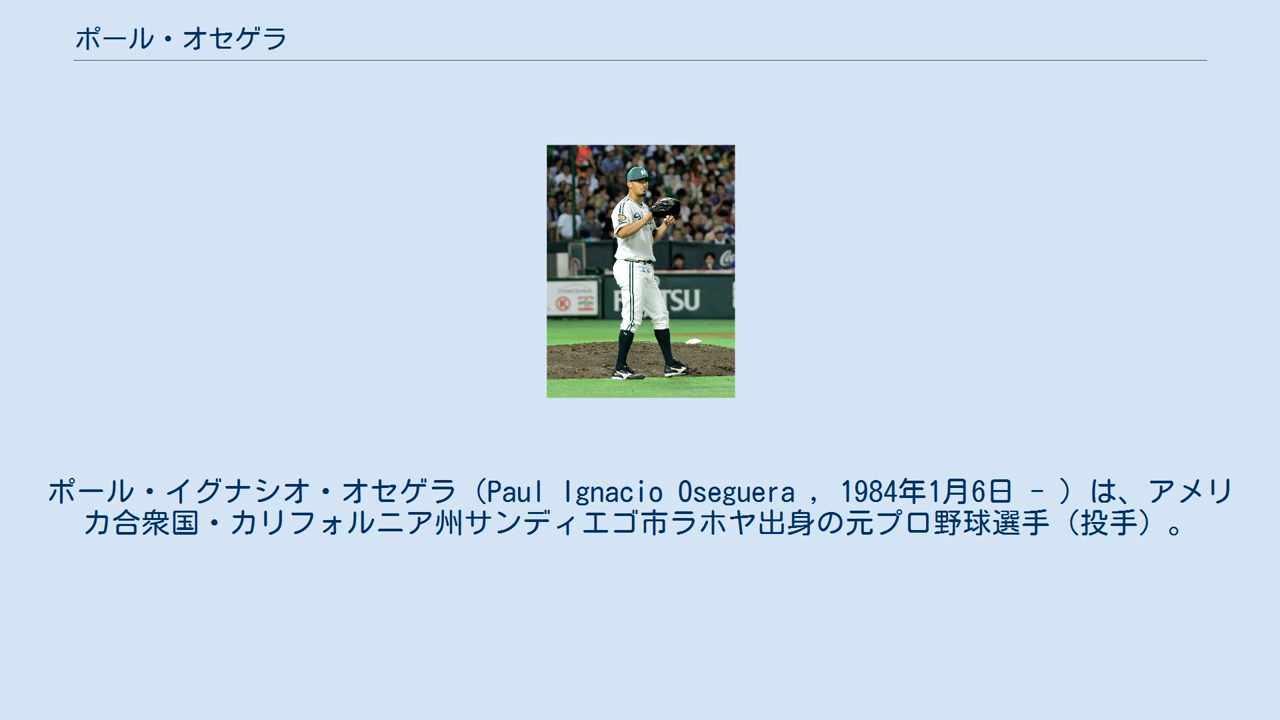 ポール・オセゲラ
ポール・イグナシオ・オセゲラ（Paul Ignacio Oseguera , 1984年1月6日 - ）は、アメリ
カ合衆国・カリフォルニア州サンディエゴ市ラホヤ出身の元プロ野球選手（投手）。